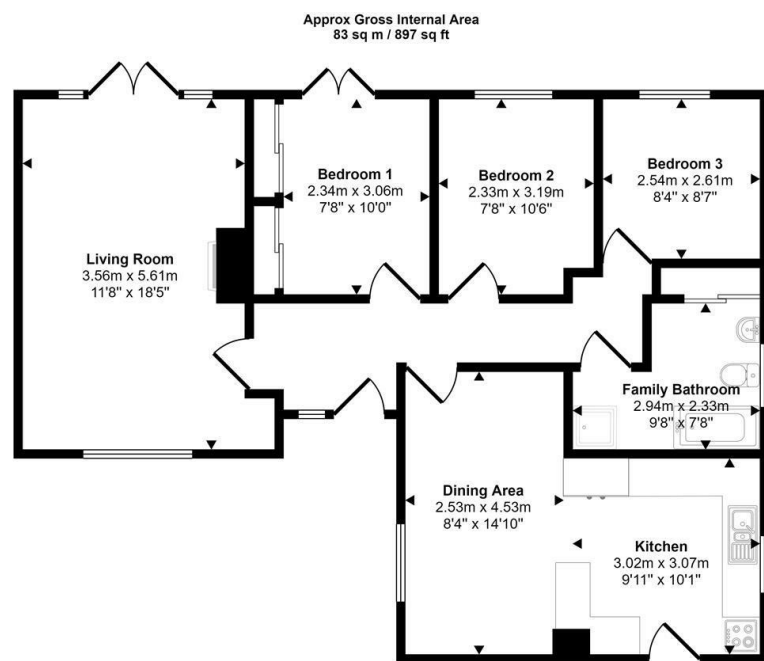 Approx Gross Internal Area
83 sq m / 897 sq ft
Bedroom 1
2.34m x 3.06m
7'8" x 10'0"
Bedroom 2
2.33m x 3.19m
7'8" x 10'6"
Bedroom 3
2.54m x 2.61m
8'4" x 8'7"
Living Room
3.56m x 5.61m
11'8" x 18'5"
Family Bathroom
2.94m x 2.33m
9'8" x 7'8"
Dining Area
2.53m x 4.53m
8'4" x 14'10"
Kitchen
3.02m x 3.07m
9'11" x 10'1"